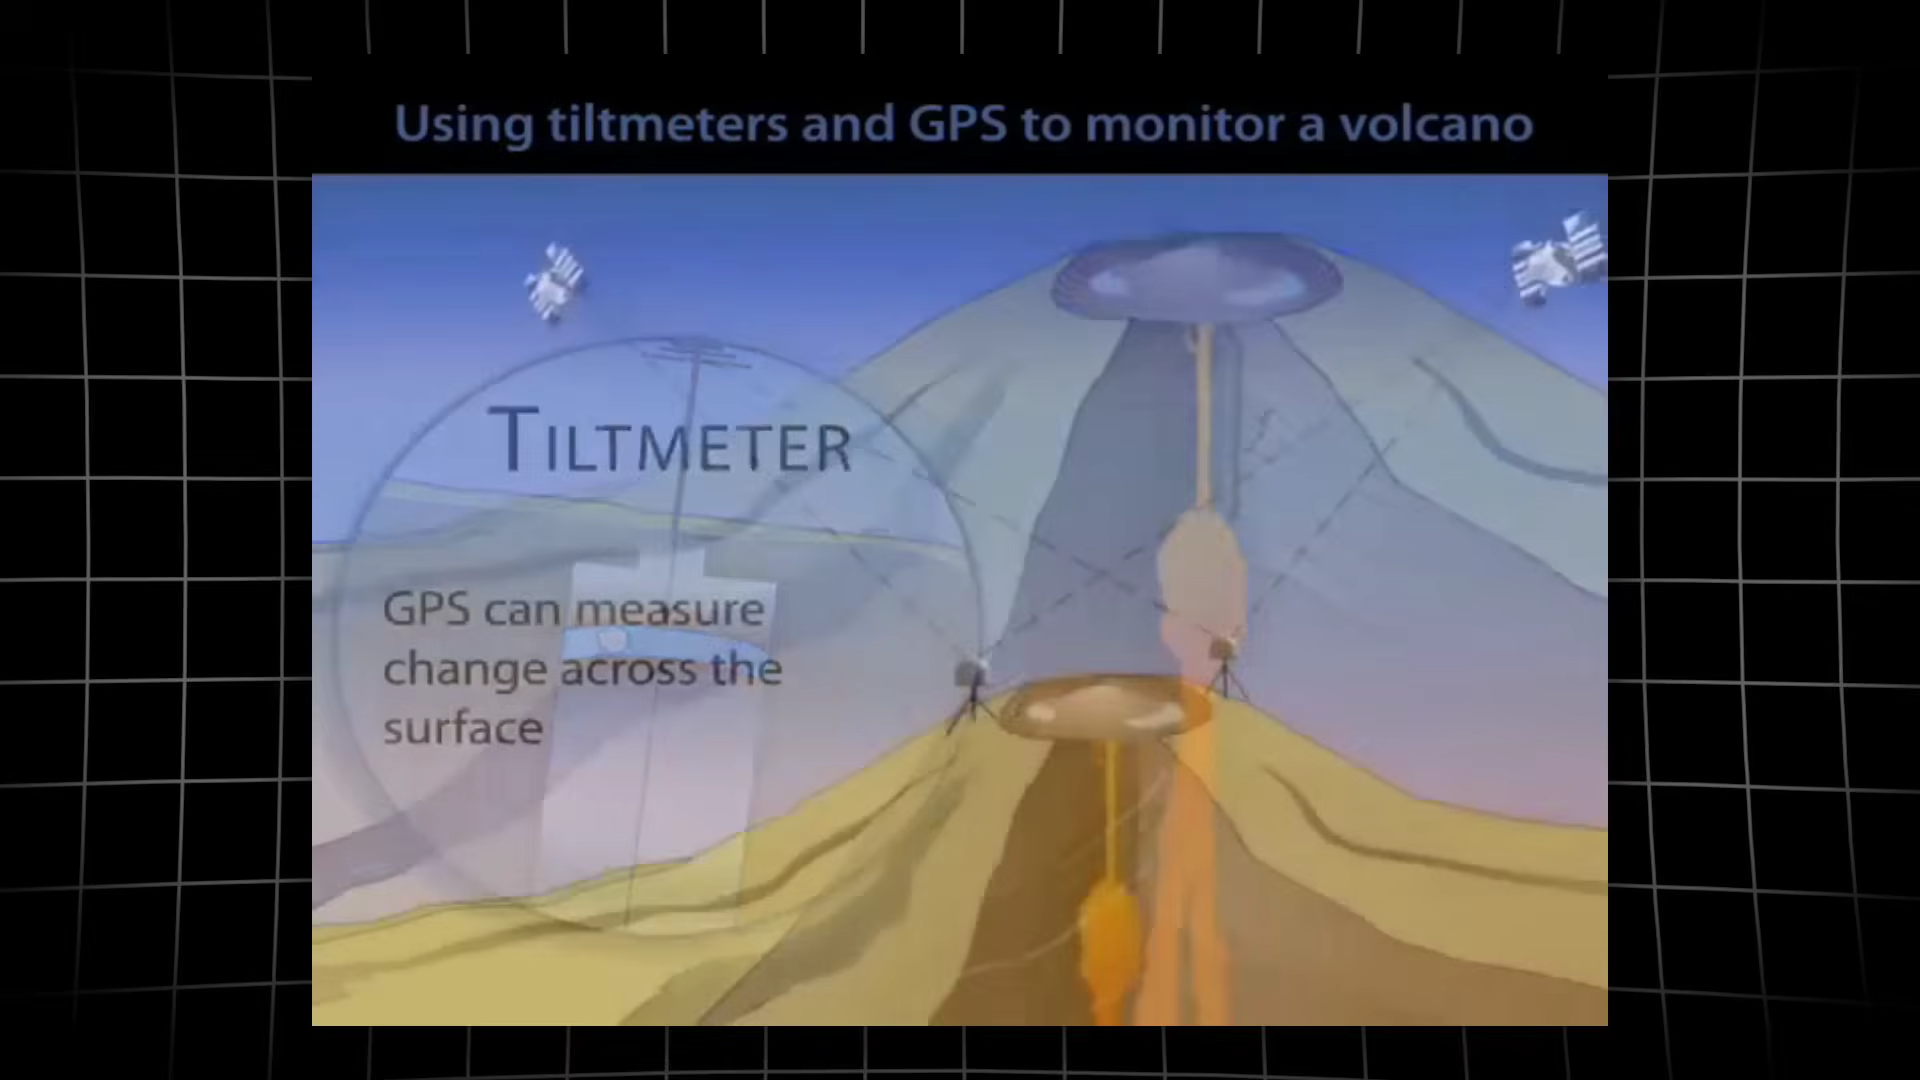 Using tiltmeters and GPS to monitor a volcano
TILTMETER
GPS can measure
change across the
surface